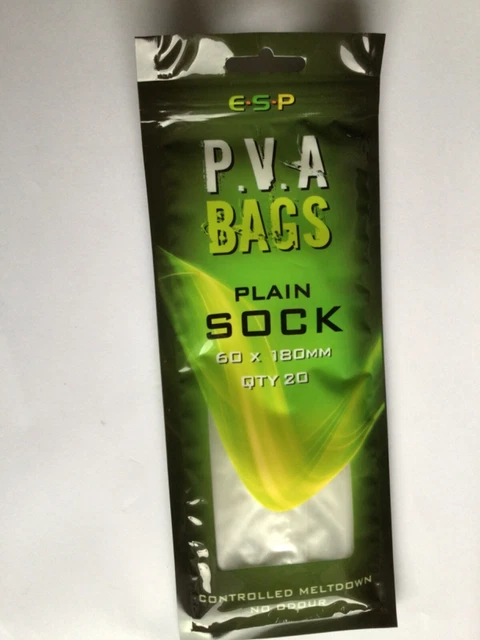 E·S·P
P.V.A
BAGS
PLAIN
SOCK
60 X 180MM
QTY 20
CONTROLLED MELTDOWN
NO ODOUR